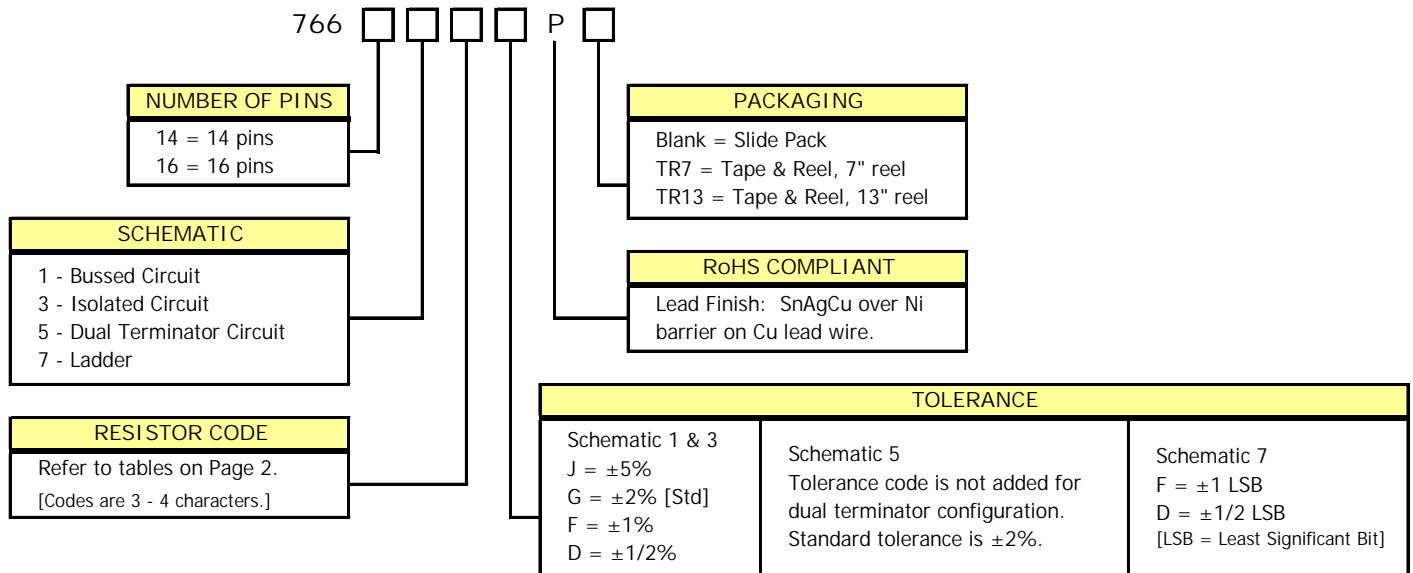 766 P
NUMBER OF PINS
14 = 14 pins
16 = 16 pins
SCHEMATIC
1 - Bussed Circuit
3 - Isolated Circuit
5 - Dual Terminator Circuit
7 - Ladder
RESISTOR CODE
Refer to tables on Page 2.
[Codes are 3 - 4 characters.]
PACKAGING
Blank = Slide Pack
TR7 = Tape & Reel, 7" reel
TR13 = Tape & Reel, 13" reel
RoHS COMPLIANT
Lead Finish: SnAgCu over Ni
barrier on Cu lead wire.
TOLERANCE
Schematic 1 & 3
J = ±5%
G = ±2% [Std]
F = ±1%
D = ±1/2%
Schematic 5
Tolerance code is not added for
dual terminator configuration.
Standard tolerance is ±2%.
Schematic 7
F = ±1 LSB
D = ±1/2 LSB
[LSB = Least Significant Bit]